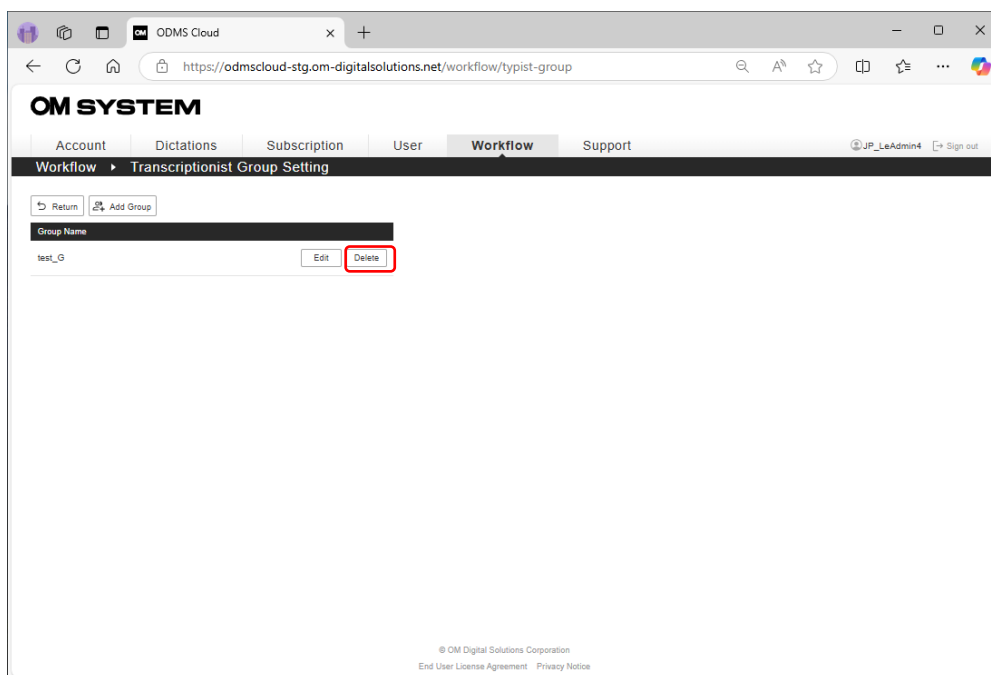 ODMS Cloud
https://odmscloud-stg.om-digitalsolutions.net/workflow/typist-group
OM SYSTEM
Account Dictations Subscription User Workflow Support JP_LeAdmin4 Sign out
Workflow ▸ Transcriptionist Group Setting
Return Add Group
Group Name
test_G Edit Delete
© OM Digital Solutions Corporation
End User License Agreement Privacy Notice